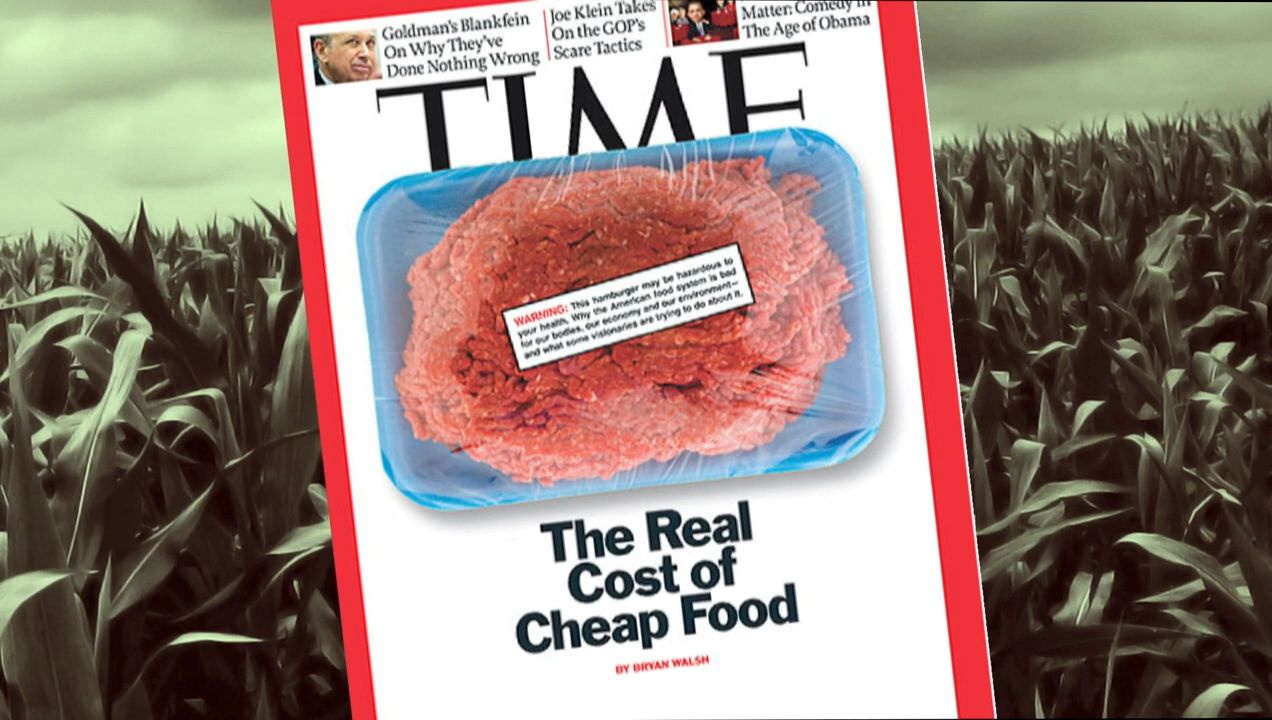 Goldman's Blankfein
On Why They've
Done Nothing Wrong
Joe Klein Takes
On the GOP's
Scare Tactics
Matter: Comedy in
The Age of Obama
TIME
WARNING: This hamburger may be hazardous to
your health. Why the American food system is bad
for our bodies, our economy and our environment—
and what some visionaries are trying to do about it.
The Real
Cost of
Cheap Food
BY BRYAN WALSH